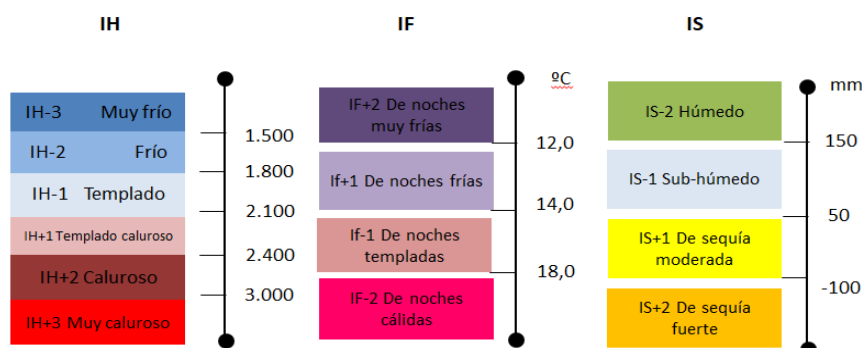 IH
IH-3 Muy frío
IH-2 Frío
IH-1 Templado
IH+1 Templado caluroso
IH+2 Caluroso
IH+3 Muy caluroso
1.500
1.800
2.100
2.400
3.000
IF
ºC
IF+2 De noches
muy frías
If+1 De noches frías
If-1 De noches
templadas
IF-2 De noches
cálidas
12,0
14,0
18,0
IS
mm
IS-2 Húmedo
IS-1 Sub-húmedo
IS+1 De sequía
moderada
IS+2 De sequía
fuerte
150
50
-100